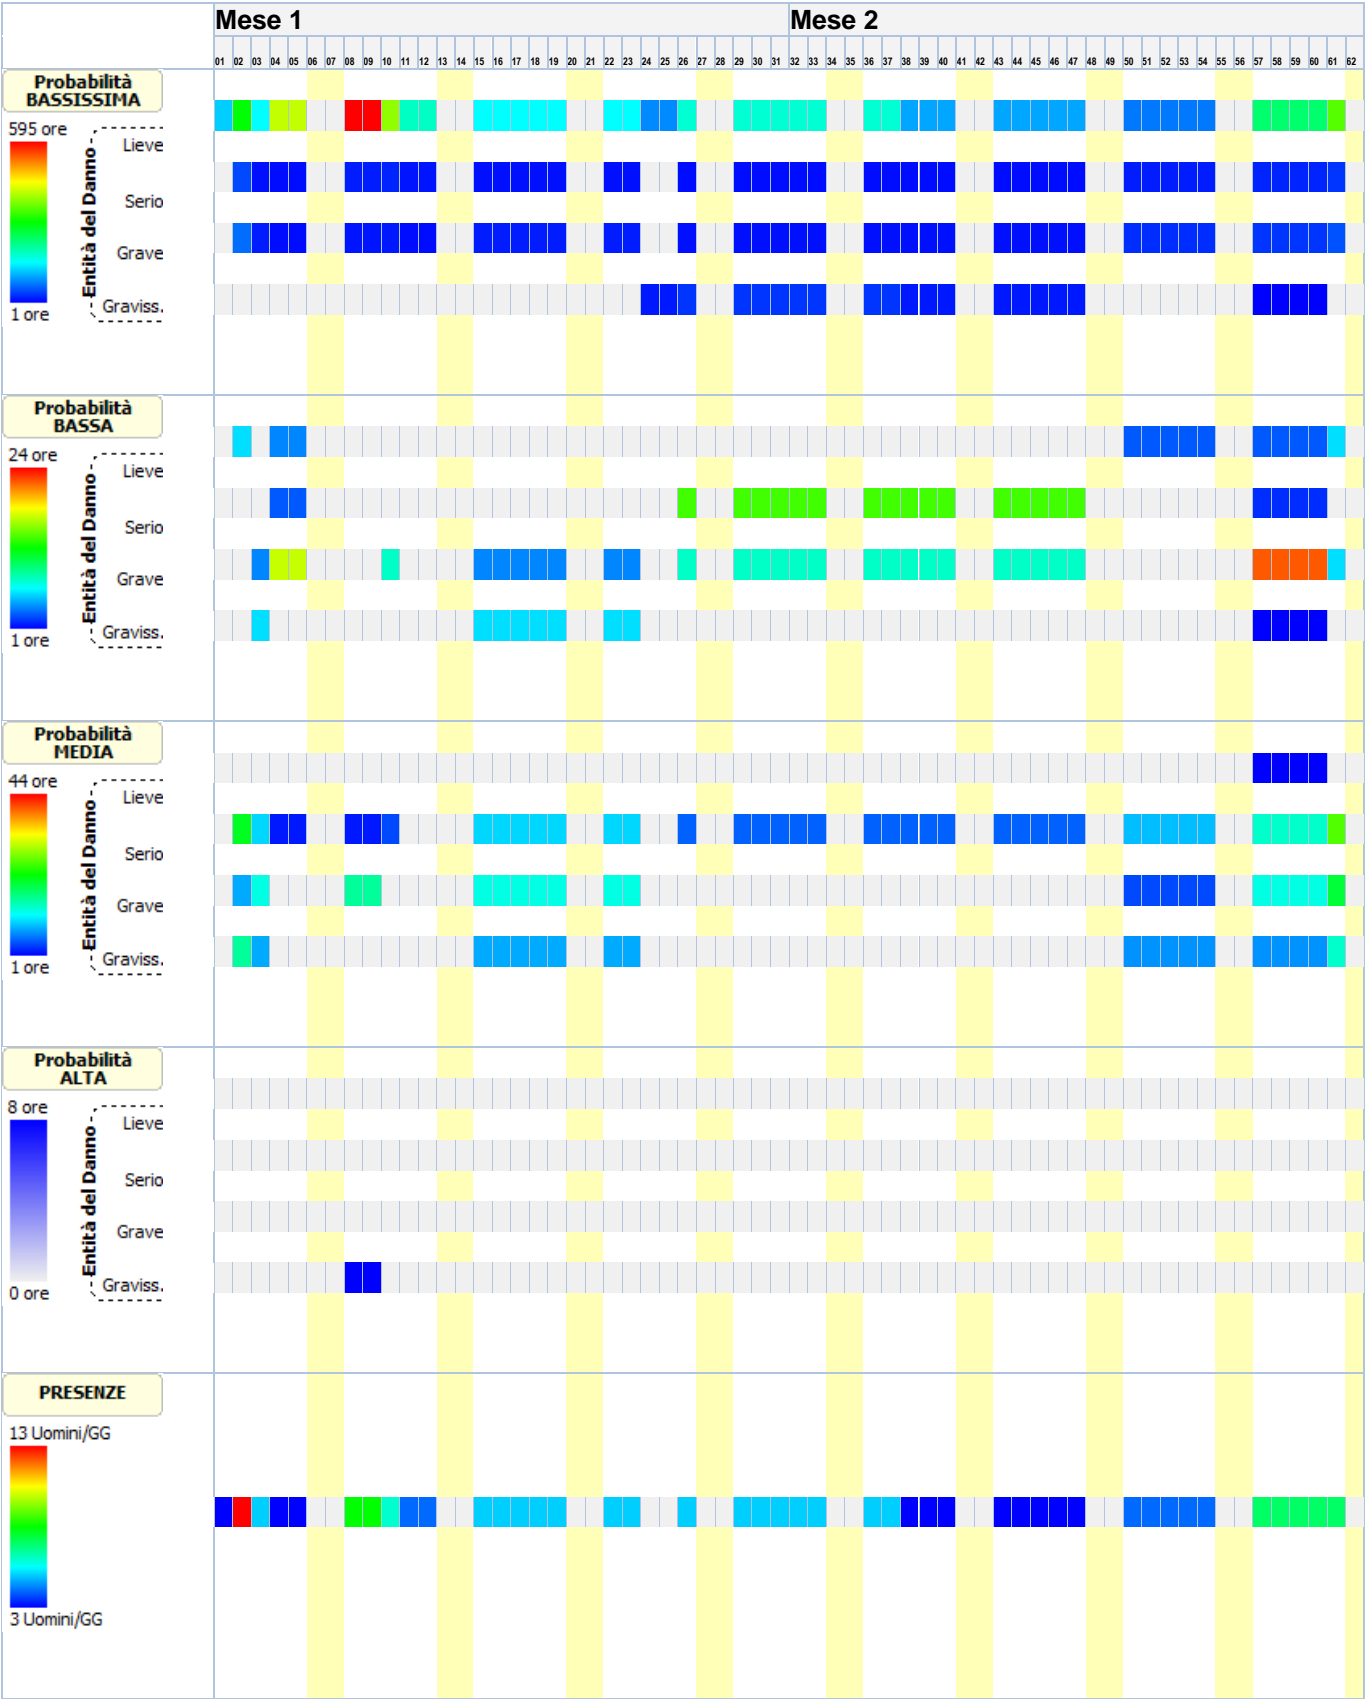 Mese 1 Mese 2
01 02 03 04 05 06 07 08 09 10 11 12 13 14 15 16 17 18 19 20 21 22 23 24 25 26 27 28 29 30 31 32 33 34 35 36 37 38 39 40 41 42 43 44 45 46 47 48 49 50 51 52 53 54 55 56 57 58 59 60 61 62
Probabilità
BASSISSIMA
595 ore
Lieve
Serio
Entità del Danno
Grave
Graviss.
1 ore
Probabilità
BASSA
24 ore
Lieve
Serio
Entità del Danno
Grave
Graviss.
1 ore
Probabilità
MEDIA
44 ore
Lieve
Serio
Entità del Danno
Grave
Graviss.
1 ore
Probabilità
ALTA
8 ore
Lieve
Serio
Entità del Danno
Grave
Graviss.
0 ore
PRESENZE
13 Uomini/GG
3 Uomini/GG